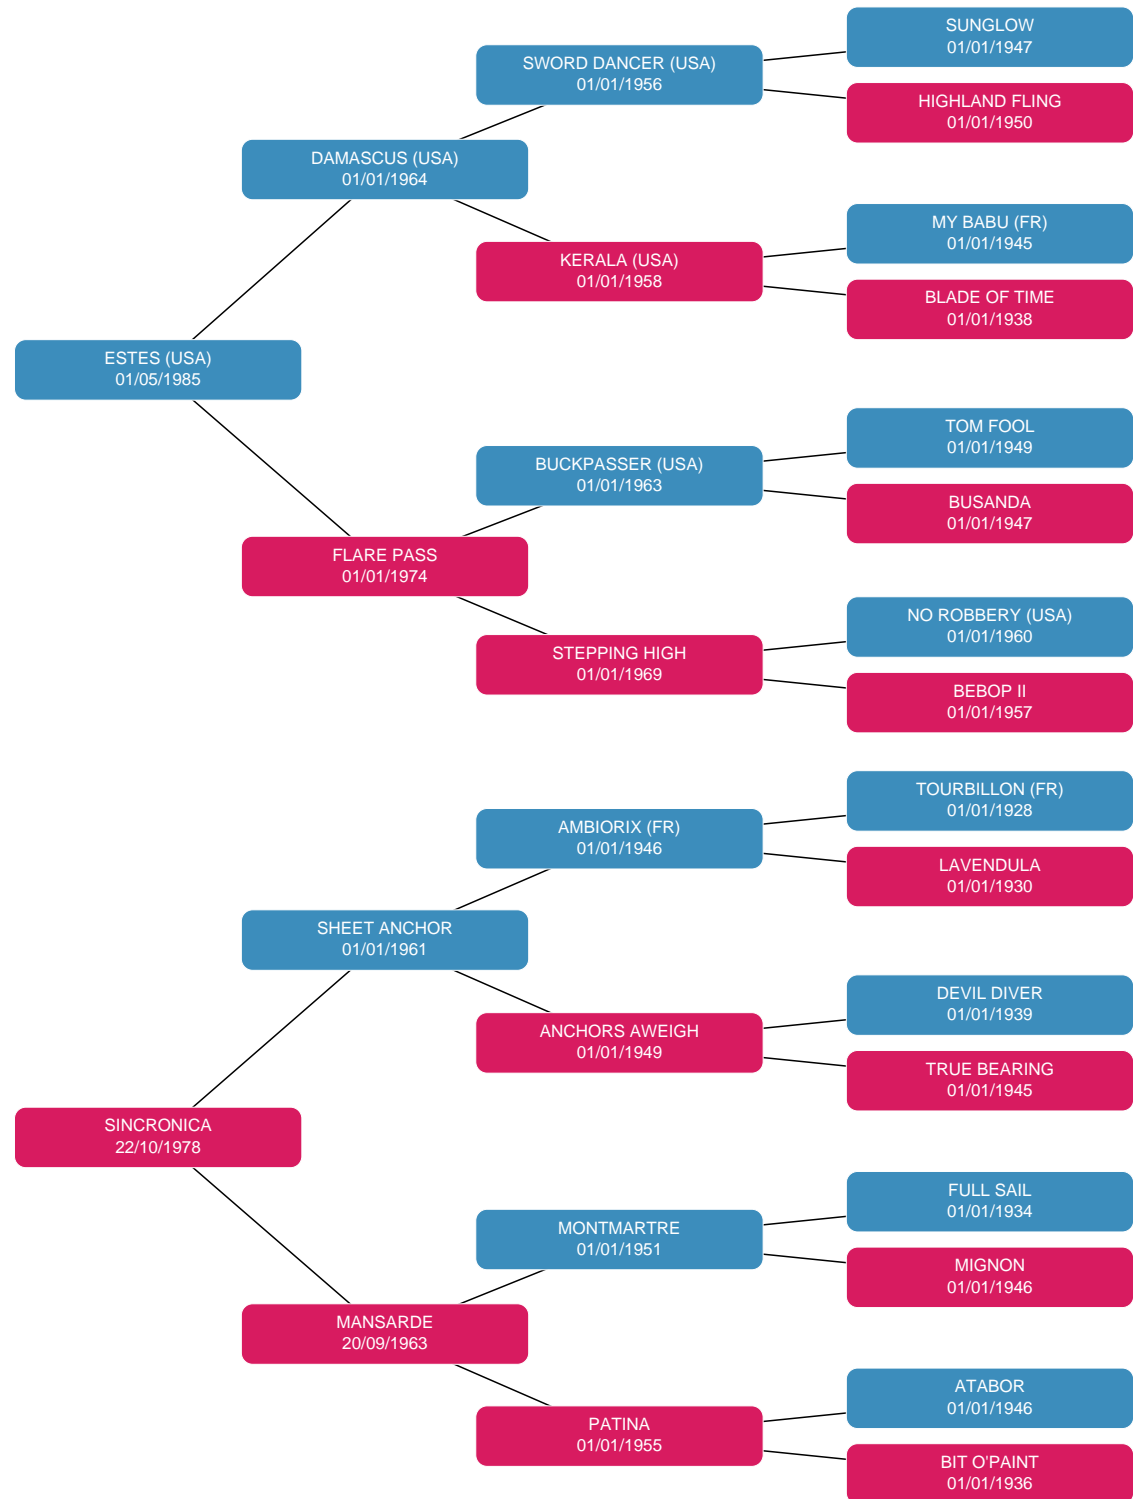 SUNGLOW
01/01/1947
SWORD DANCER (USA)
01/01/1956
HIGHLAND FLING
01/01/1950
DAMASCUS (USA)
01/01/1964
MY BABU (FR)
01/01/1945
KERALA (USA)
01/01/1958
BLADE OF TIME
01/01/1938
ESTES (USA)
01/05/1985
TOM FOOL
01/01/1949
BUCKPASSER (USA)
01/01/1963
BUSANDA
01/01/1947
FLARE PASS
01/01/1974
NO ROBBERY (USA)
01/01/1960
STEPPING HIGH
01/01/1969
BEBOP II
01/01/1957
TOURBILLON (FR)
01/01/1928
AMBIORIX (FR)
01/01/1946
LAVENDULA
01/01/1930
SHEET ANCHOR
01/01/1961
DEVIL DIVER
01/01/1939
ANCHORS AWEIGH
01/01/1949
TRUE BEARING
01/01/1945
SINCRONICA
22/10/1978
FULL SAIL
01/01/1934
MONTMARTRE
01/01/1951
MIGNON
01/01/1946
MANSARDE
20/09/1963
ATABOR
01/01/1946
PATINA
01/01/1955
BIT O'PAINT
01/01/1936